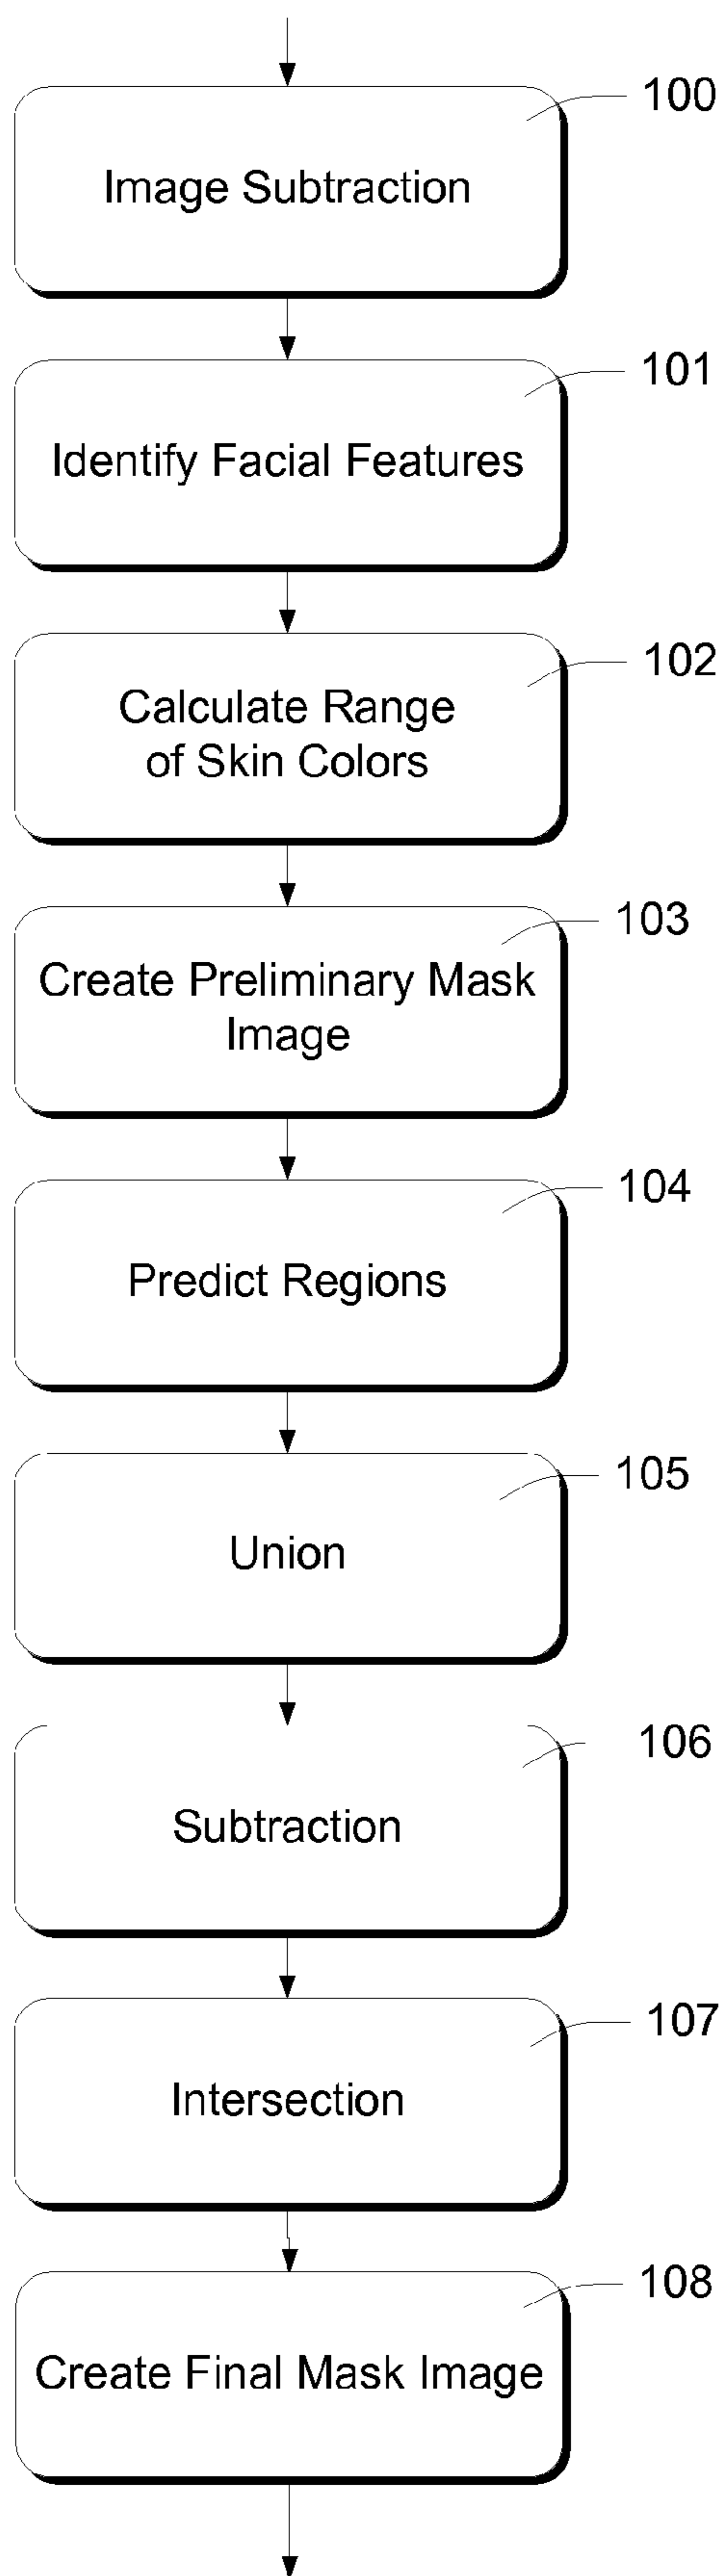 100
Image Subtraction
101
Identify Facial Features
102
Calculate Range
of Skin Colors
103
Create Preliminary Mask
Image
104
Predict Regions
105
Union
106
Subtraction
107
Intersection
108
Create Final Mask Image